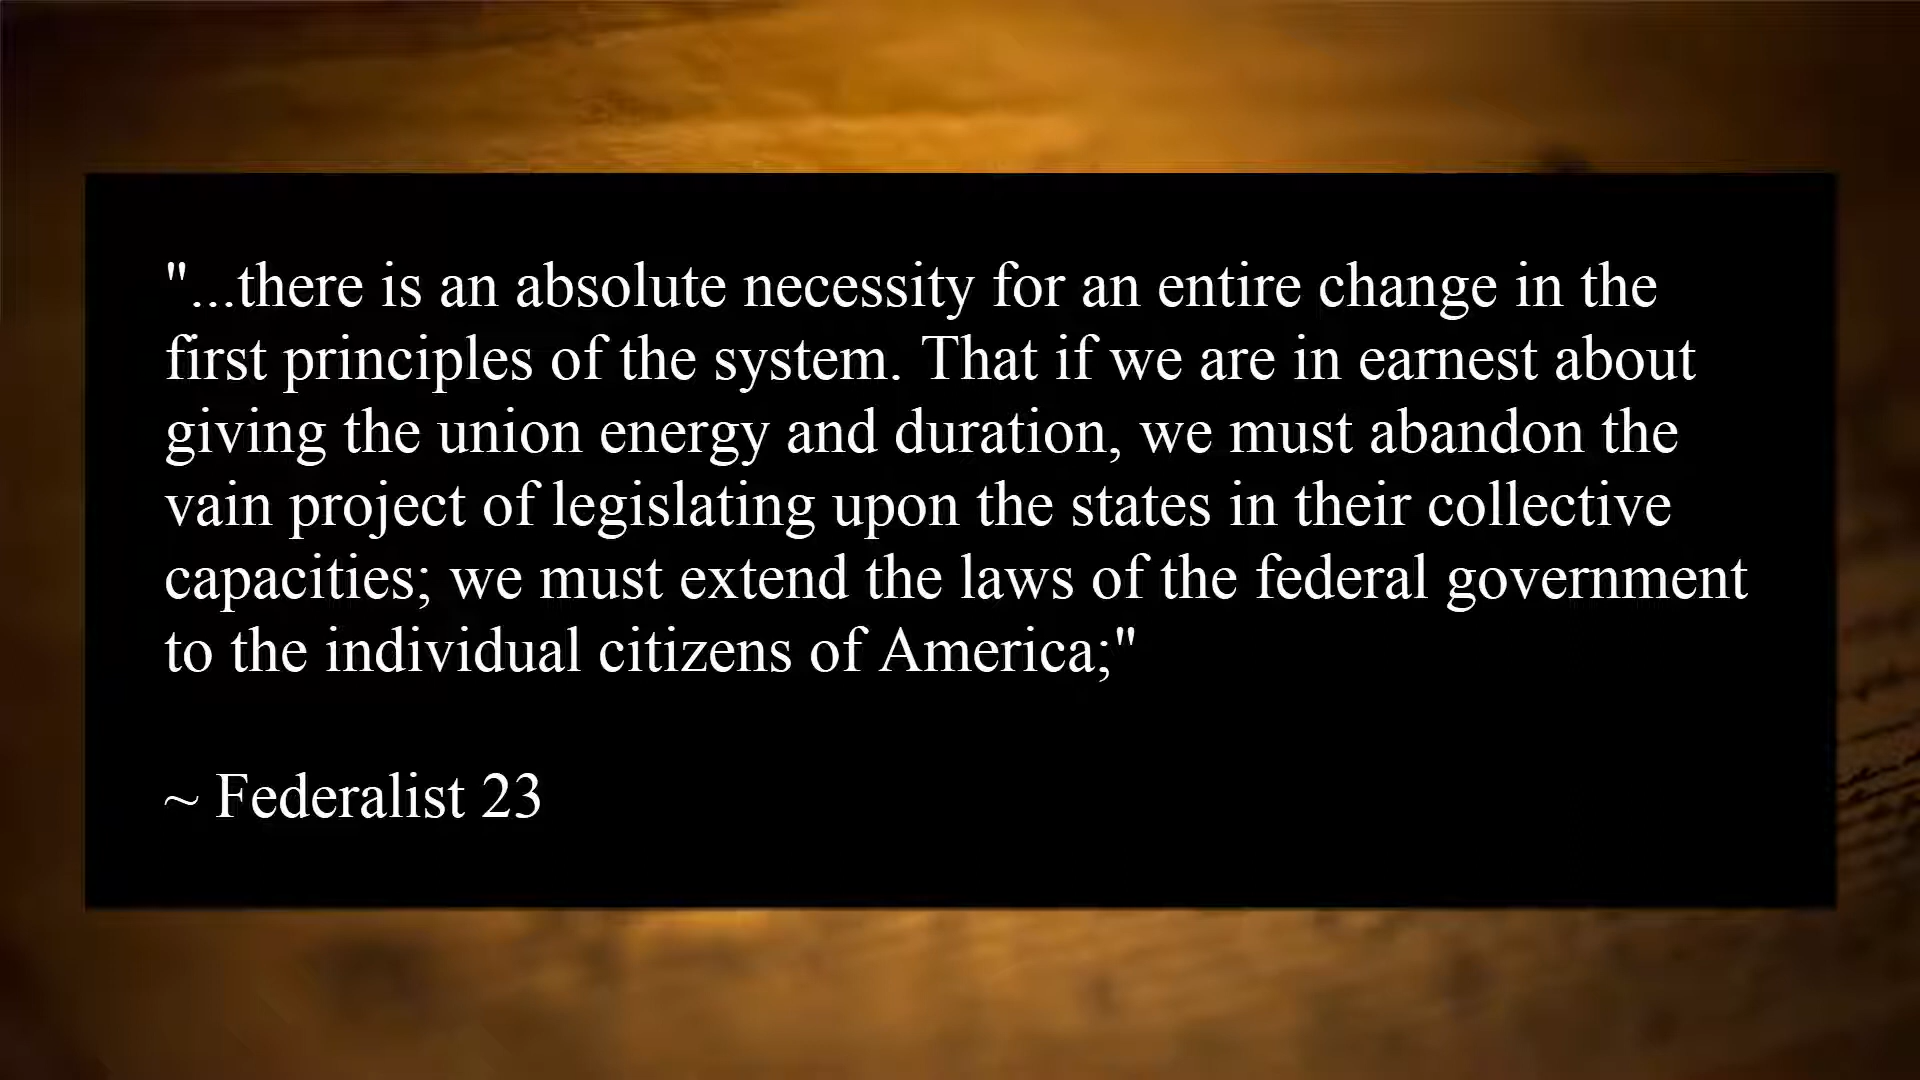 "...there is an absolute necessity for an entire change in the
first principles of the system. That if we are in earnest about
giving the union energy and duration, we must abandon the
vain project of legislating upon the states in their collective
capacities; we must extend the laws of the federal government
to the individual citizens of America;"
~ Federalist 23